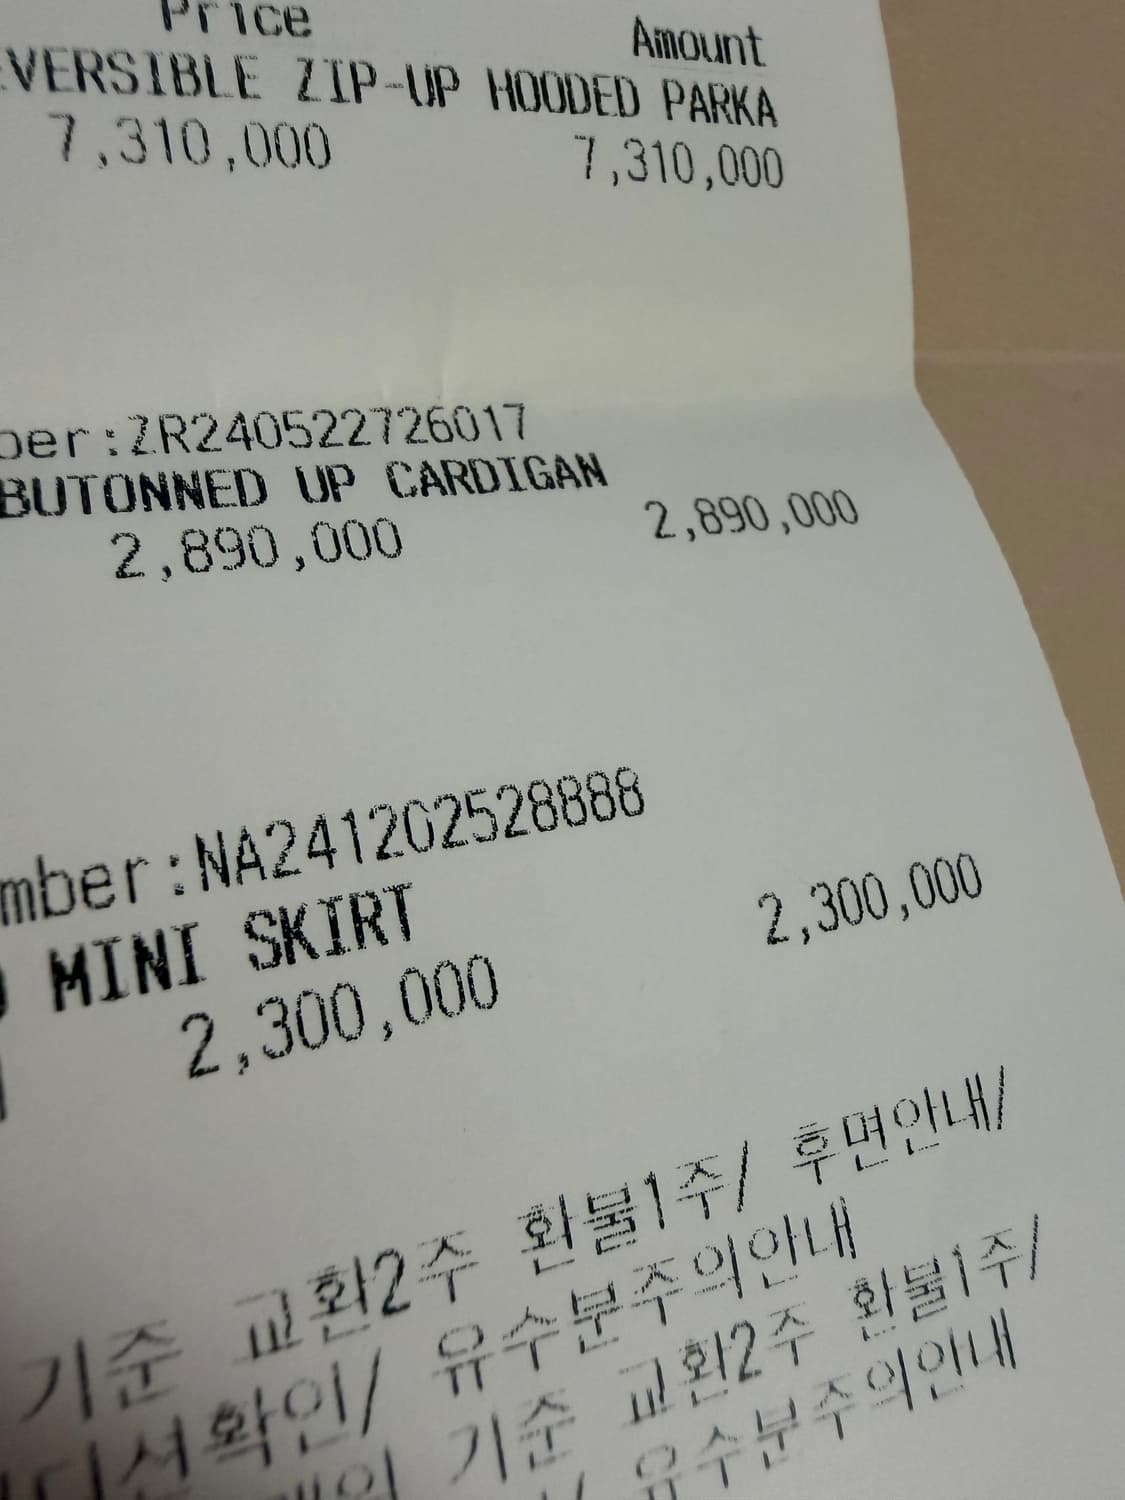 Price Amount
EVERSIBLE ZIP-UP HOODED PARKA
7,310,000 7,310,000
ber:ZR240522726017
BUTONNED UP CARDIGAN
2,890,000 2,890,000
mber:NA241202528888
MINI SKIRT
2,300,000 2,300,000
기준 교환2주 환불1주/ 후면안내/
디션확인/ 유수분주의안내
기준 교환2주 환불1주/
유수분주의안내